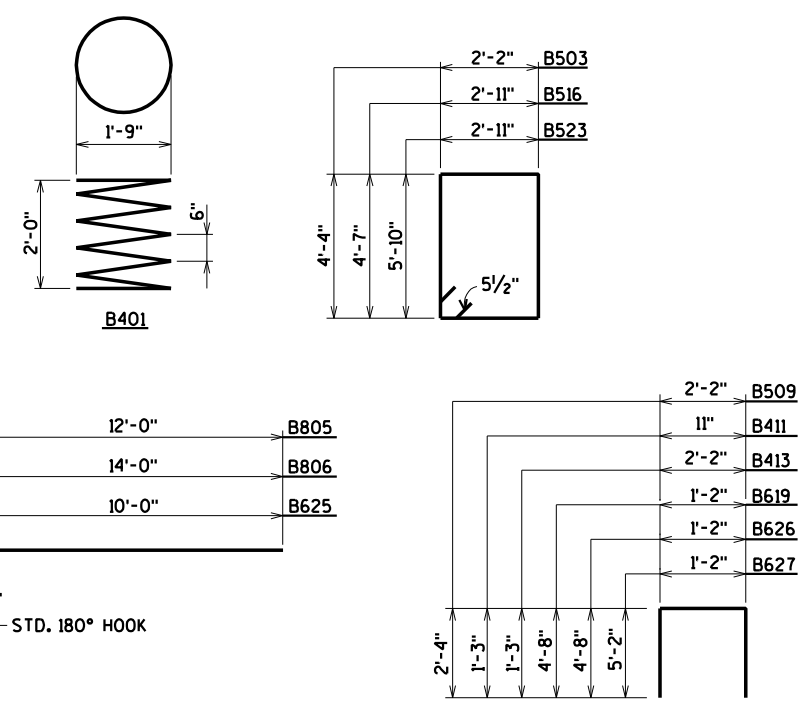 1'-9"
2'-0"
6"
B401
2'-2" B503
2'-11" B516
2'-11" B523
4'-4"
4'-7"
5'-10"
5 1/2"
12'-0" B805
14'-0" B806
10'-0" B625
STD. 180° HOOK
2'-2" B509
11" B411
2'-2" B413
1'-2" B619
1'-2" B626
1'-2" B627
2'-4"
1'-3"
1'-3"
4'-8"
4'-8"
5'-2"